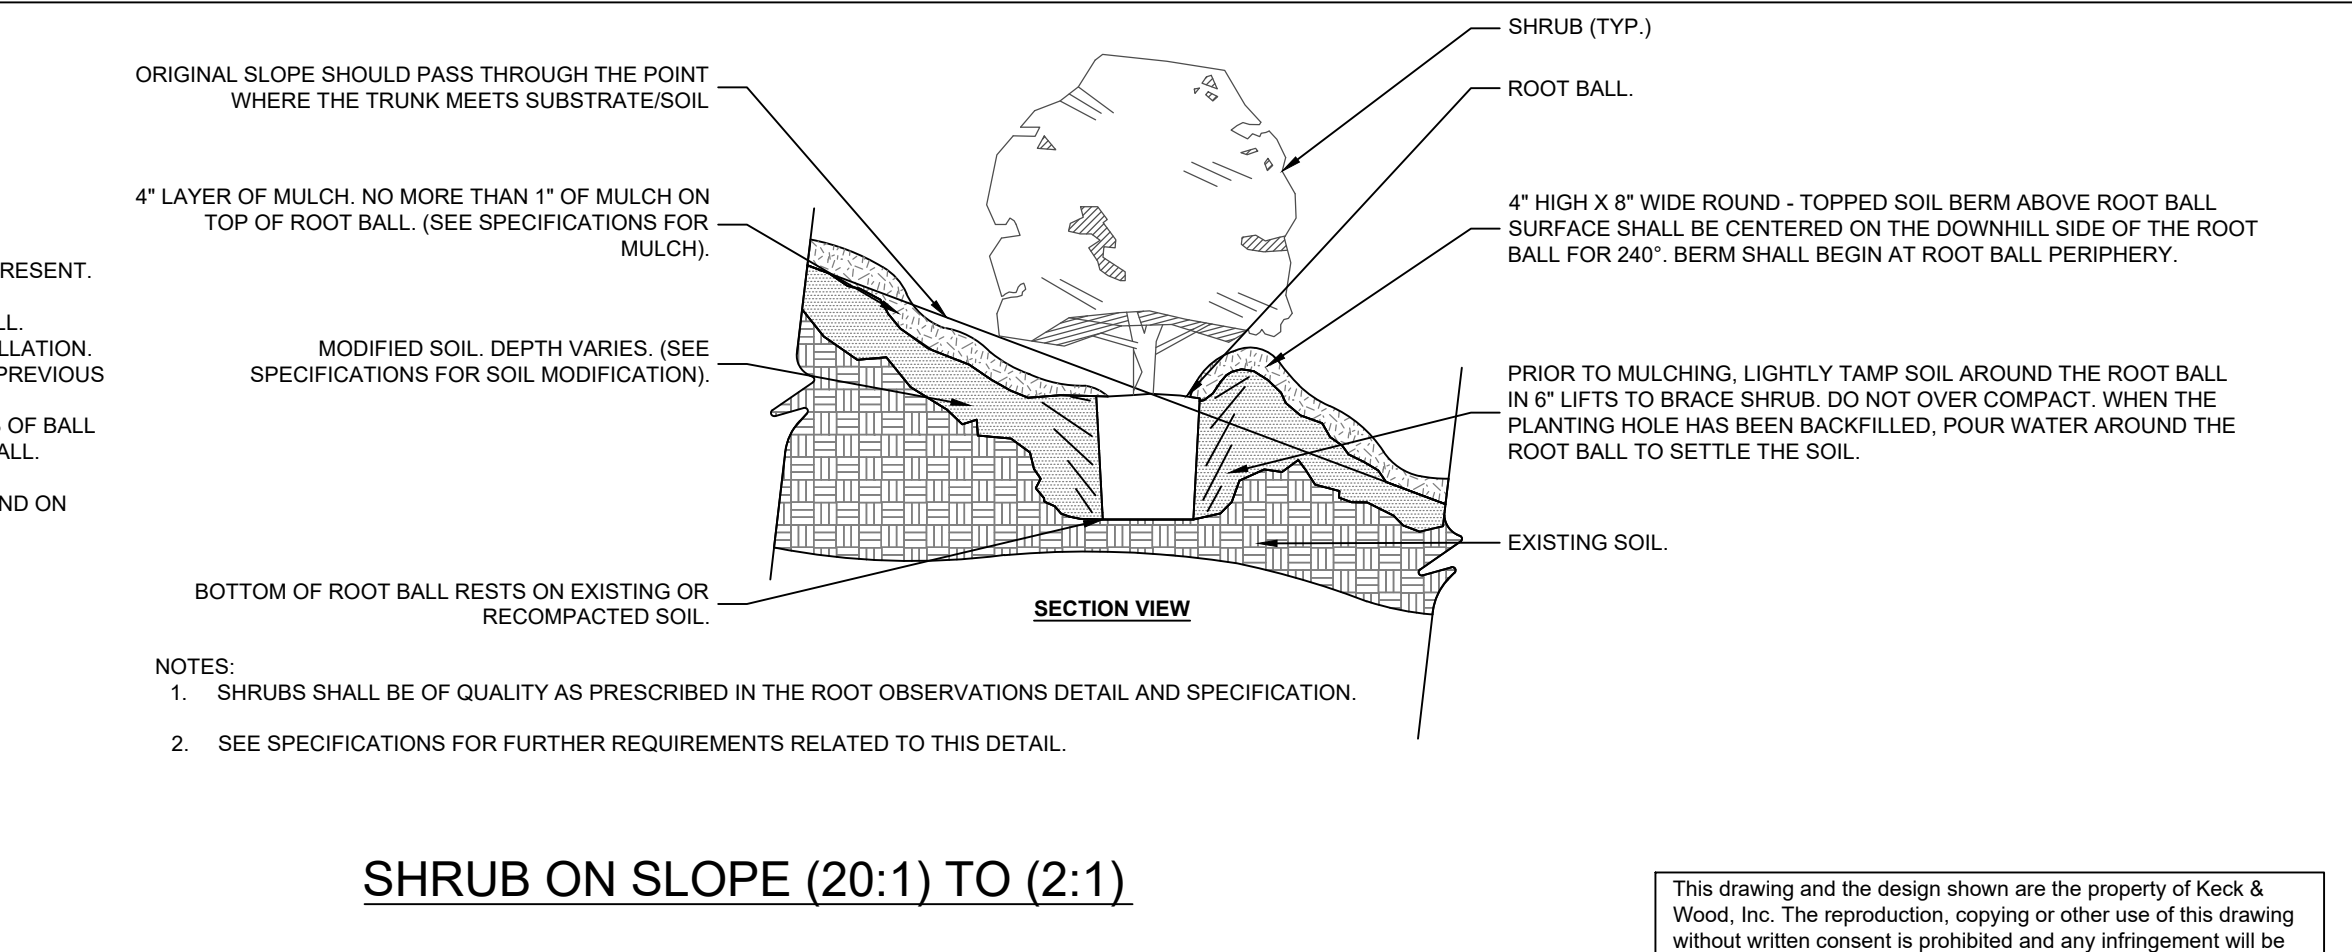 ORIGINAL SLOPE SHOULD PASS THROUGH THE POINT
WHERE THE TRUNK MEETS SUBSTRATE/SOIL
4" LAYER OF MULCH. NO MORE THAN 1" OF MULCH ON
TOP OF ROOT BALL. (SEE SPECIFICATIONS FOR
MULCH).
MODIFIED SOIL. DEPTH VARIES. (SEE
SPECIFICATIONS FOR SOIL MODIFICATION).
BOTTOM OF ROOT BALL RESTS ON EXISTING OR
RECOMPACTED SOIL.
RESENT.
LL.
LLATION.
PREVIOUS
OF BALL
ALL.
ND ON
SHRUB (TYP.)
ROOT BALL.
4" HIGH X 8" WIDE ROUND - TOPPED SOIL BERM ABOVE ROOT BALL
SURFACE SHALL BE CENTERED ON THE DOWNHILL SIDE OF THE ROOT
BALL FOR 240°. BERM SHALL BEGIN AT ROOT BALL PERIPHERY.
PRIOR TO MULCHING, LIGHTLY TAMP SOIL AROUND THE ROOT BALL
IN 6" LIFTS TO BRACE SHRUB. DO NOT OVER COMPACT. WHEN THE
PLANTING HOLE HAS BEEN BACKFILLED, POUR WATER AROUND THE
ROOT BALL TO SETTLE THE SOIL.
EXISTING SOIL.
SECTION VIEW
NOTES:
1. SHRUBS SHALL BE OF QUALITY AS PRESCRIBED IN THE ROOT OBSERVATIONS DETAIL AND SPECIFICATION.
2. SEE SPECIFICATIONS FOR FURTHER REQUIREMENTS RELATED TO THIS DETAIL.
SHRUB ON SLOPE (20:1) TO (2:1)
This drawing and the design shown are the property of Keck &
Wood, Inc. The reproduction, copying or other use of this drawing
without written consent is prohibited and any infringement will be